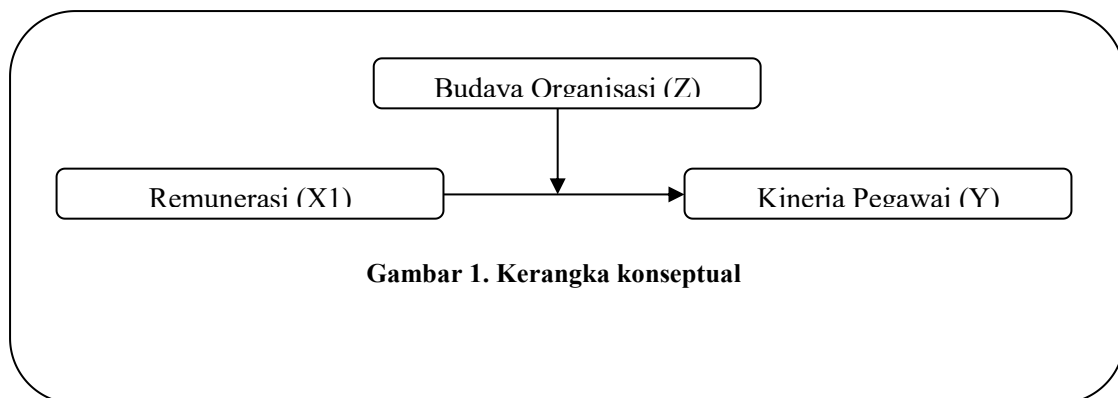 Budaya Organisasi (Z)
Remunerasi (X1)
Kinerja Pegawai (Y)
Gambar 1. Kerangka konseptual